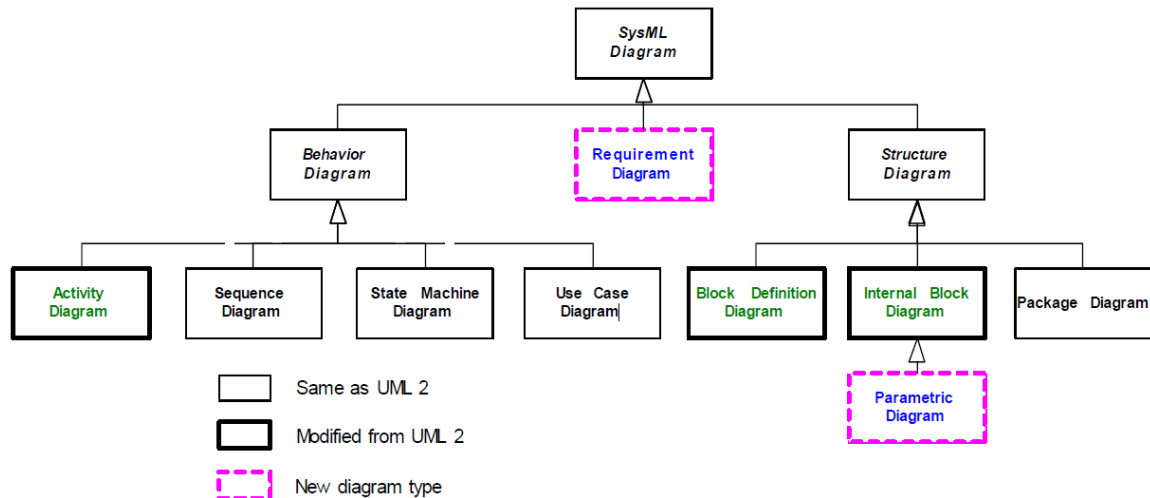 SysML
Diagram
Behavior
Diagram
Requirement
Diagram
Structure
Diagram
Activity
Diagram
Sequence
Diagram
State Machine
Diagram
Use Case
Diagram
Block Definition
Diagram
Internal Block
Diagram
Package Diagram
Parametric
Diagram
Same as UML 2
Modified from UML 2
New diagram type